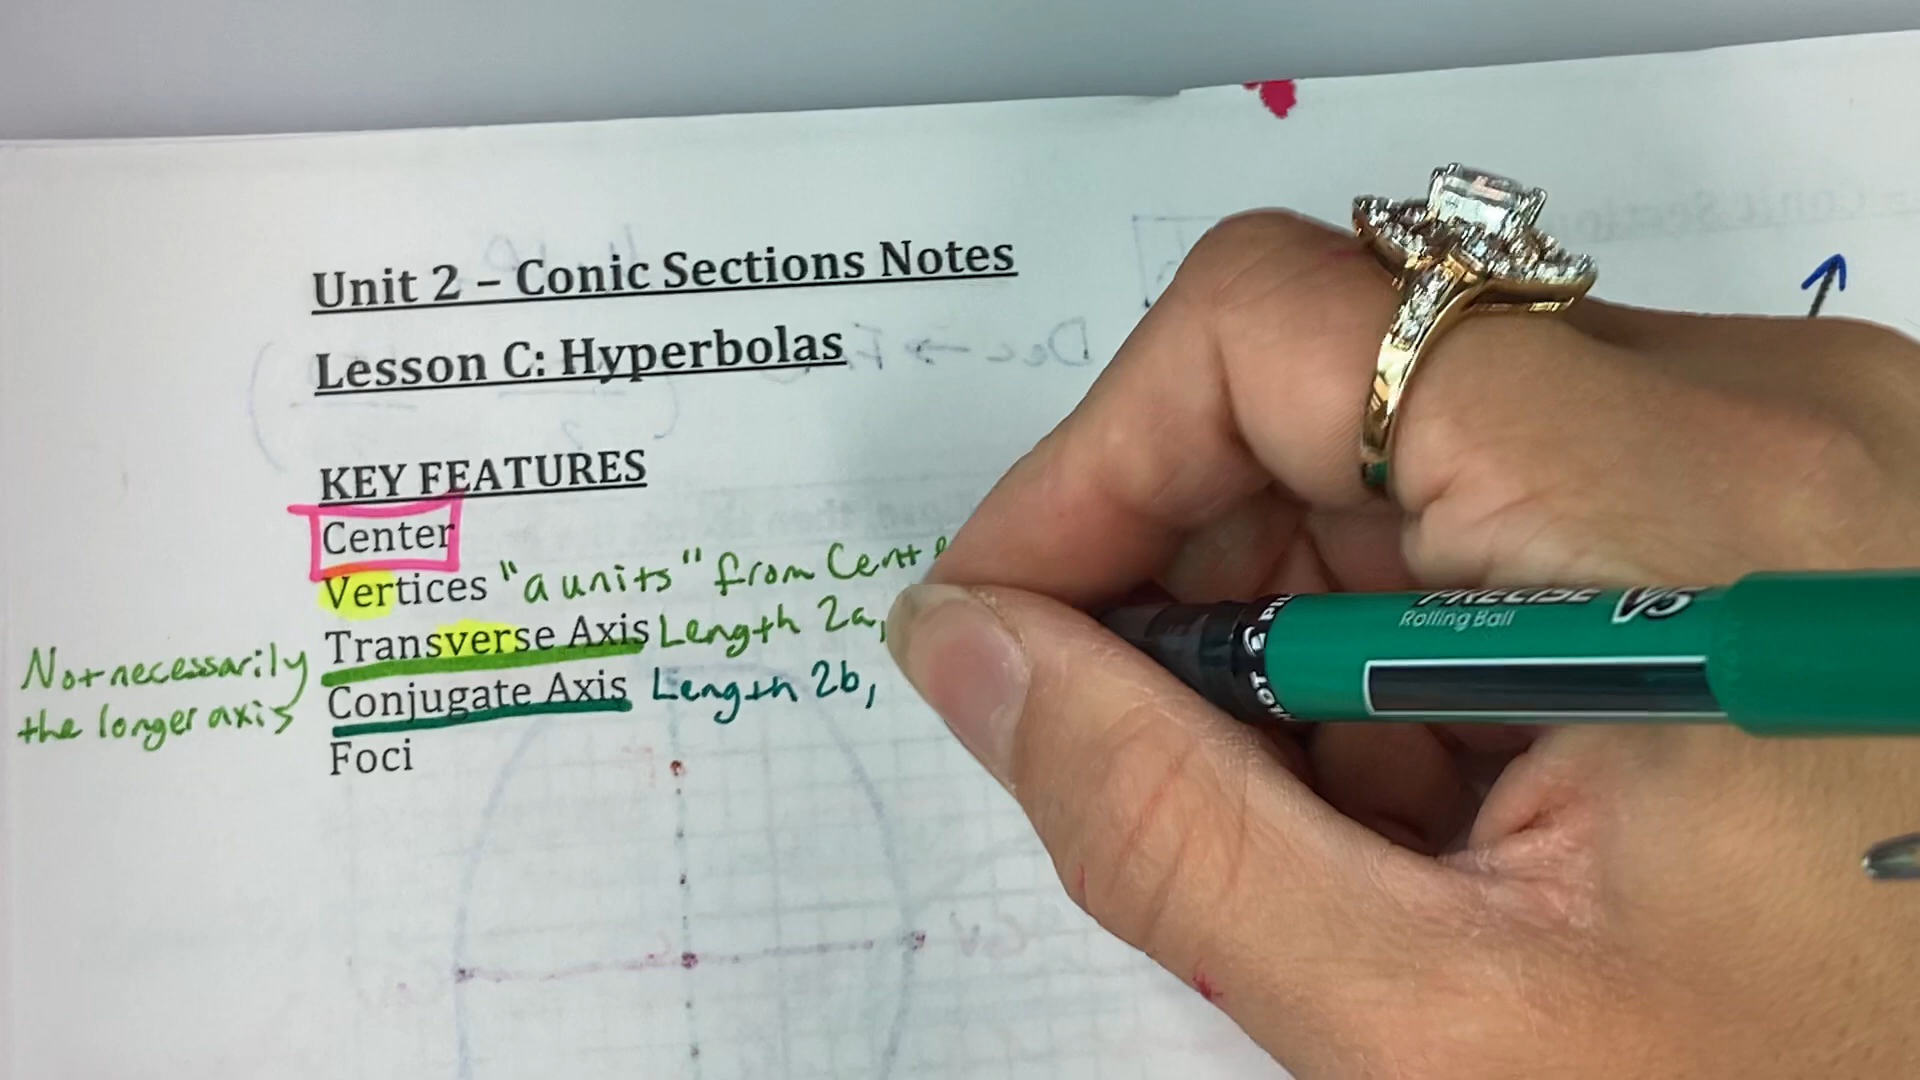 Unit 2 – Conic Sections Notes
Lesson C: Hyperbolas
KEY FEATURES
Center
Vertices "a units" from Cente
Transverse Axis Length 2a,
Not necessarily
the longer axis
Conjugate Axis Length 2b,
Foci
PRECISE V5
Rolling Ball